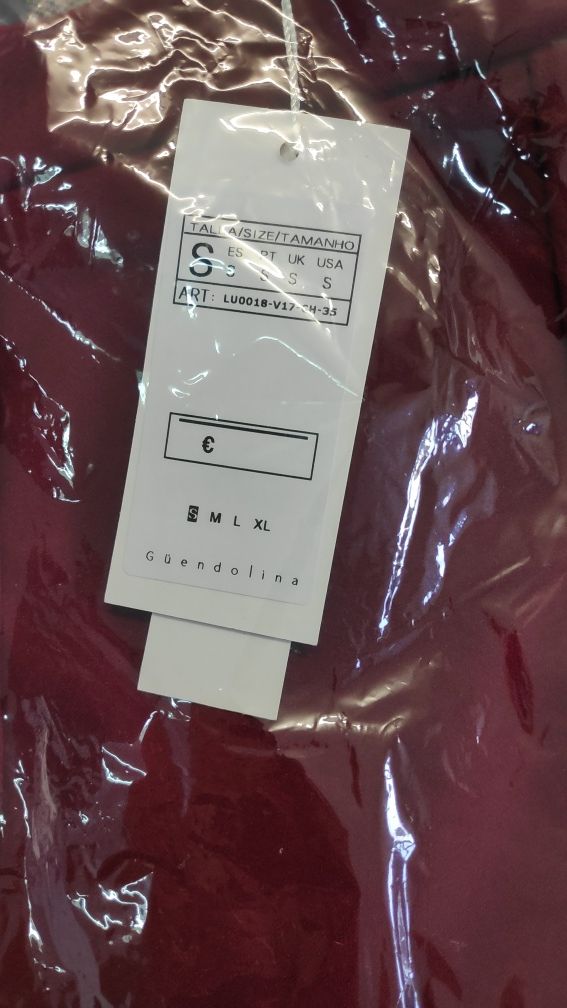 TALLA/SIZE/TAMANHO
S ES PT UK USA
S S S S
ART: LU0018-V17-CH-35
€
S M L XL
Güendolina